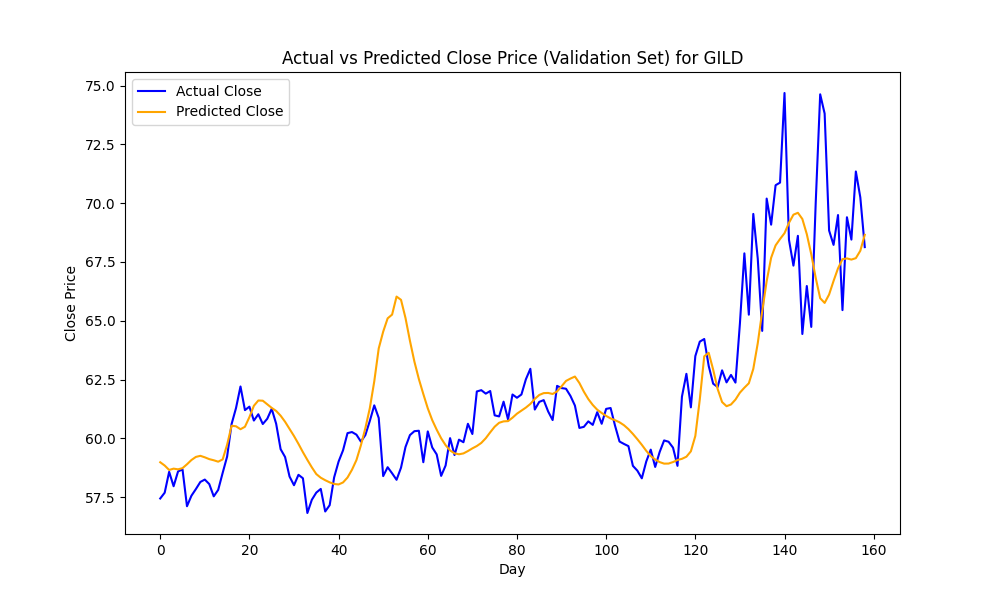 Actual vs Predicted Close Price (Validation Set) for GILD
Actual Close
Predicted Close
Close Price
75.0
72.5
70.0
67.5
65.0
62.5
60.0
57.5
0 20 40 60 80 100 120 140 160
Day